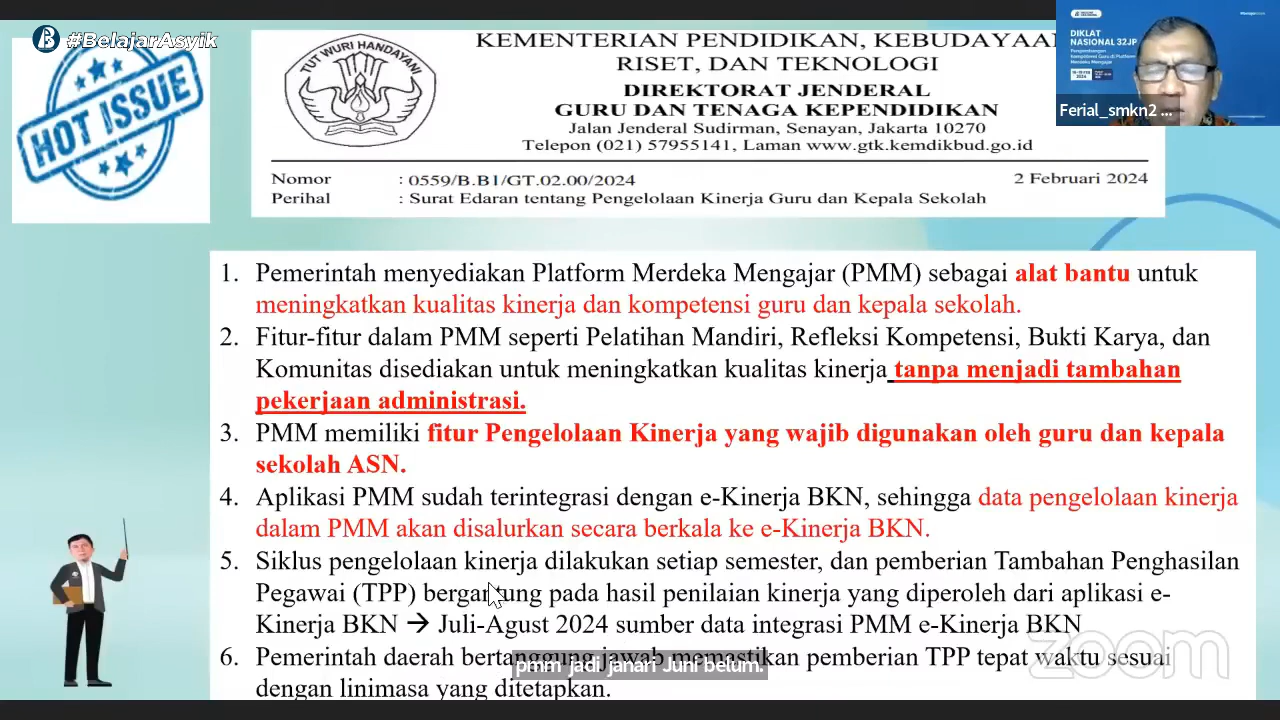 #BelajarAsyik
HOT ISSUE
TUT WURI HANDAYANI
KEMENTERIAN PENDIDIKAN, KEBUDAYAA
RISET, DAN TEKNOLOGI
DIREKTORAT JENDERAL
GURU DAN TENAGA KEPENDIDIKAN
Jalan Jenderal Sudirman, Senayan, Jakarta 10270
Telepon (021) 57955141, Laman www.gtk.kemdikbud.go.id
Nomor : 0559/B.B1/GT.02.00/2024 2 Februari 2024
Perihal : Surat Edaran tentang Pengelolaan Kinerja Guru dan Kepala Sekolah
DIKLAT
NASIONAL 32JP
Pengembangan
Kompetensi Guru di Platform
Merdeka Mengajar
Ferial_smkn2 ...
1. Pemerintah menyediakan Platform Merdeka Mengajar (PMM) sebagai alat bantu untuk
meningkatkan kualitas kinerja dan kompetensi guru dan kepala sekolah.
2. Fitur-fitur dalam PMM seperti Pelatihan Mandiri, Refleksi Kompetensi, Bukti Karya, dan
Komunitas disediakan untuk meningkatkan kualitas kinerja tanpa menjadi tambahan
pekerjaan administrasi.
3. PMM memiliki fitur Pengelolaan Kinerja yang wajib digunakan oleh guru dan kepala
sekolah ASN.
4. Aplikasi PMM sudah terintegrasi dengan e-Kinerja BKN, sehingga data pengelolaan kinerja
dalam PMM akan disalurkan secara berkala ke e-Kinerja BKN.
5. Siklus pengelolaan kinerja dilakukan setiap semester, dan pemberian Tambahan Penghasilan
Pegawai (TPP) bergantung pada hasil penilaian kinerja yang diperoleh dari aplikasi e-
Kinerja BKN → Juli-Agust 2024 sumber data integrasi PMM e-Kinerja BKN
6. Pemerintah daerah bertanggung jawab memastikan pemberian TPP tepat waktu sesuai
dengan linimasa yang ditetapkan.
pmm jadi janari Juni belum.
zoom